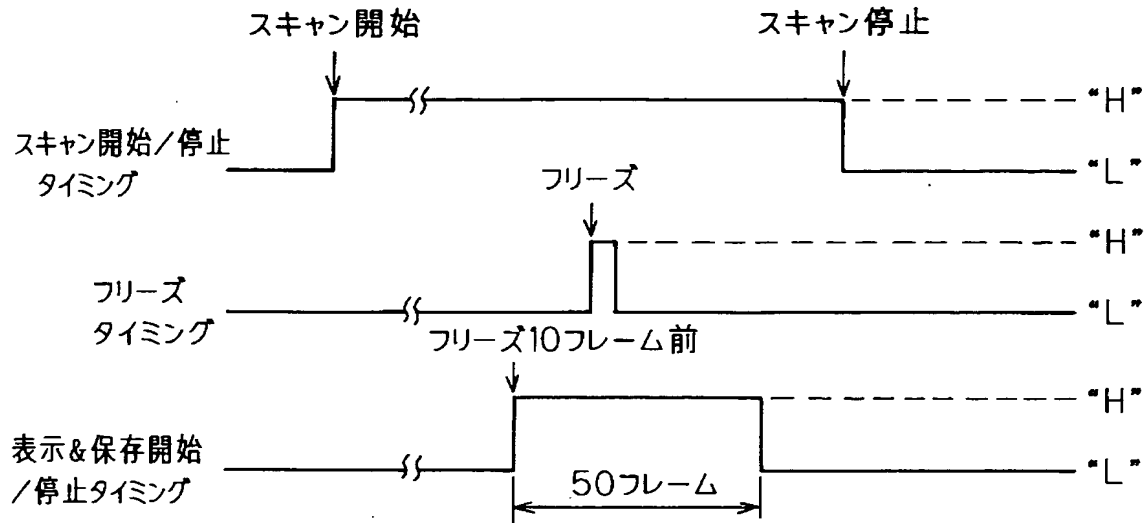 スキャン開始
スキャン停止
“H”
スキャン開始/停止
タイミング
“L”
フリーズ
“H”
フリーズ
タイミング
“L”
フリーズ10フレーム前
“H”
表示&保存開始
/停止タイミング
“L”
50フレーム